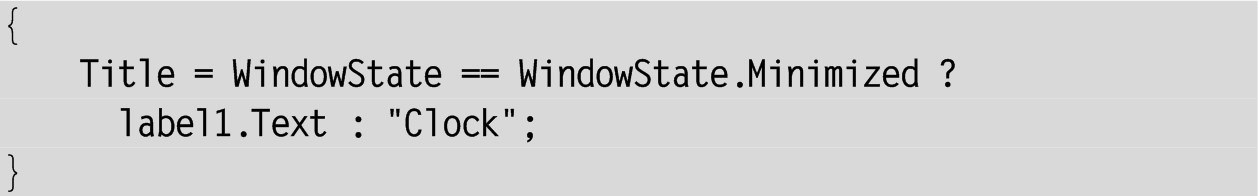 {
    Title = WindowState == WindowState.Minimized ?
      label1.Text : "Clock";
}